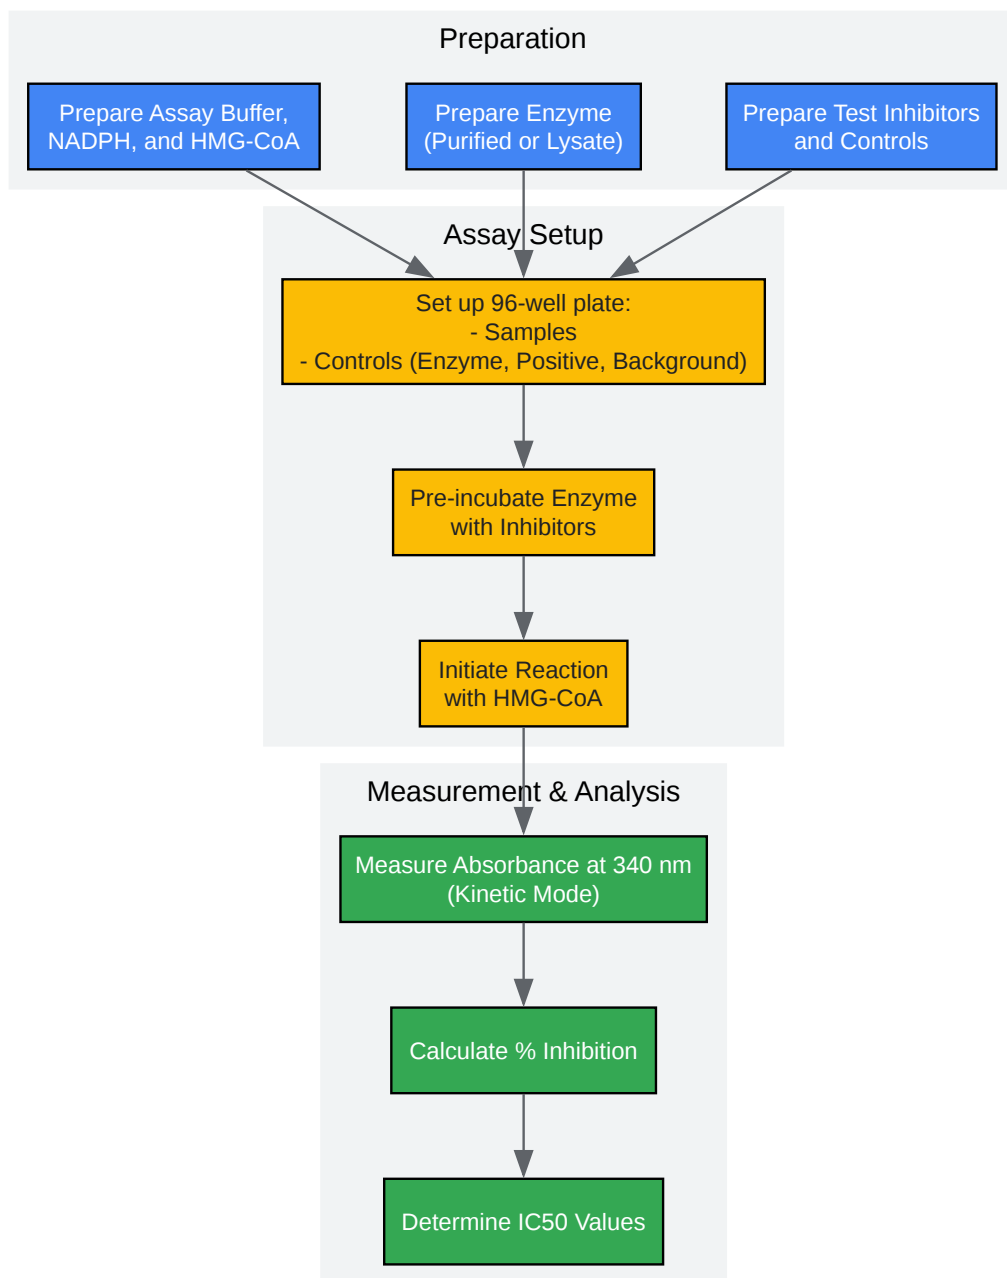 Preparation
Prepare Assay Buffer,
NADPH, and HMG-CoA
Prepare Enzyme
(Purified or Lysate)
Prepare Test Inhibitors
and Controls
Assay Setup
Set up 96-well plate:
- Samples
- Controls (Enzyme, Positive, Background)
Pre-incubate Enzyme
with Inhibitors
Initiate Reaction
with HMG-CoA
Measurement & Analysis
Measure Absorbance at 340 nm
(Kinetic Mode)
Calculate % Inhibition
Determine IC50 Values